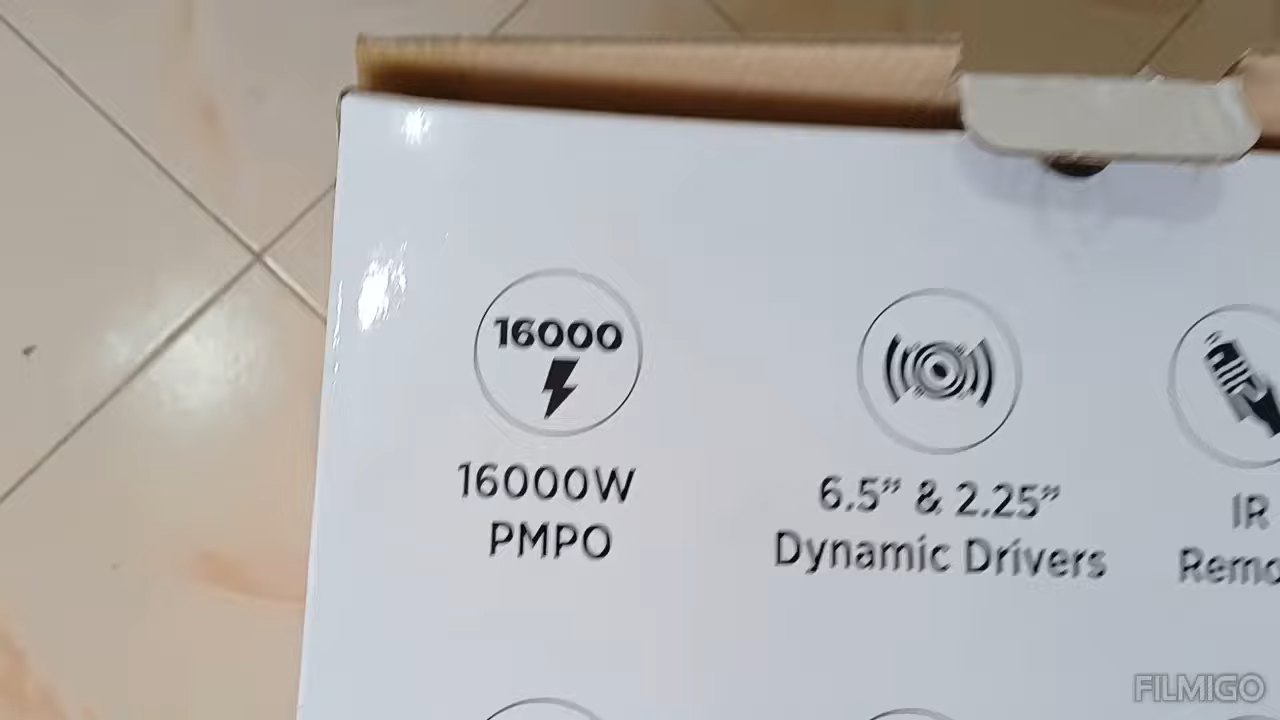 16000
16000W
PMPO
6.5” & 2.25”
Dynamic Drivers
IR
FILMIGO